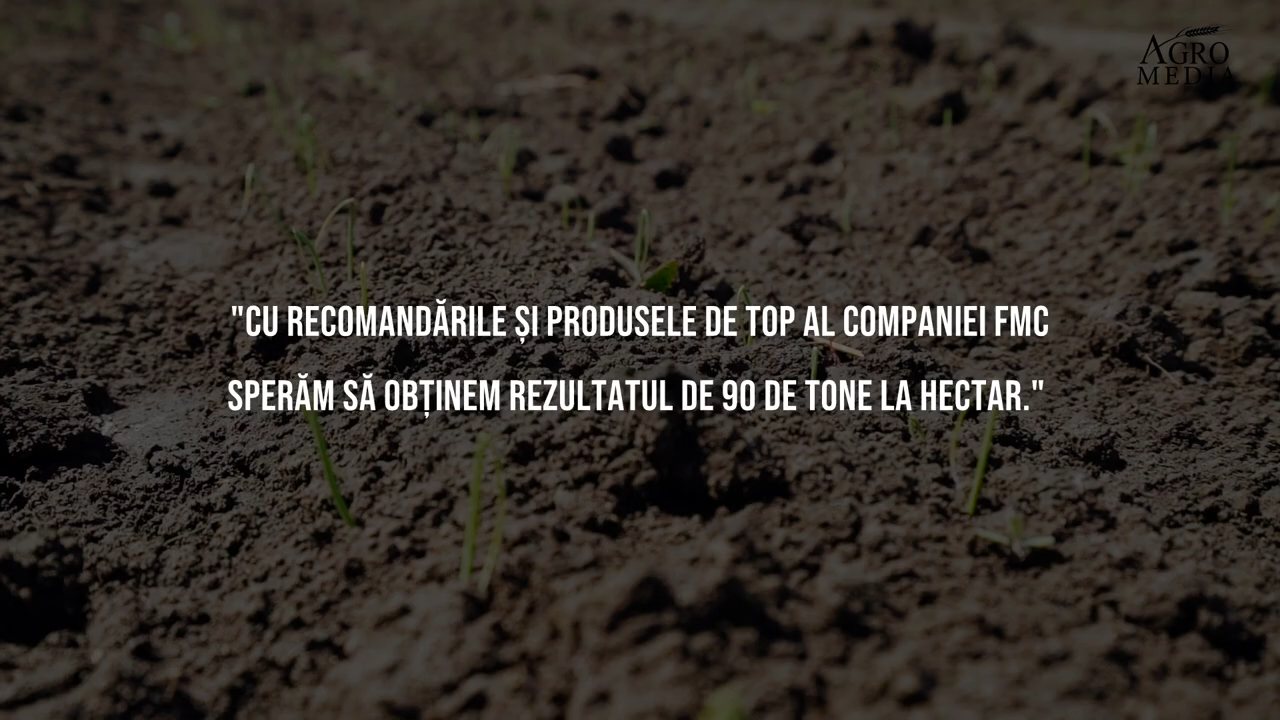 AGRO
MEDIA
"CU RECOMANDĂRILE ȘI PRODUSELE DE TOP AL COMPANIEI FMC
SPERĂM SĂ OBȚINEM REZULTATUL DE 90 DE TONE LA HECTAR."